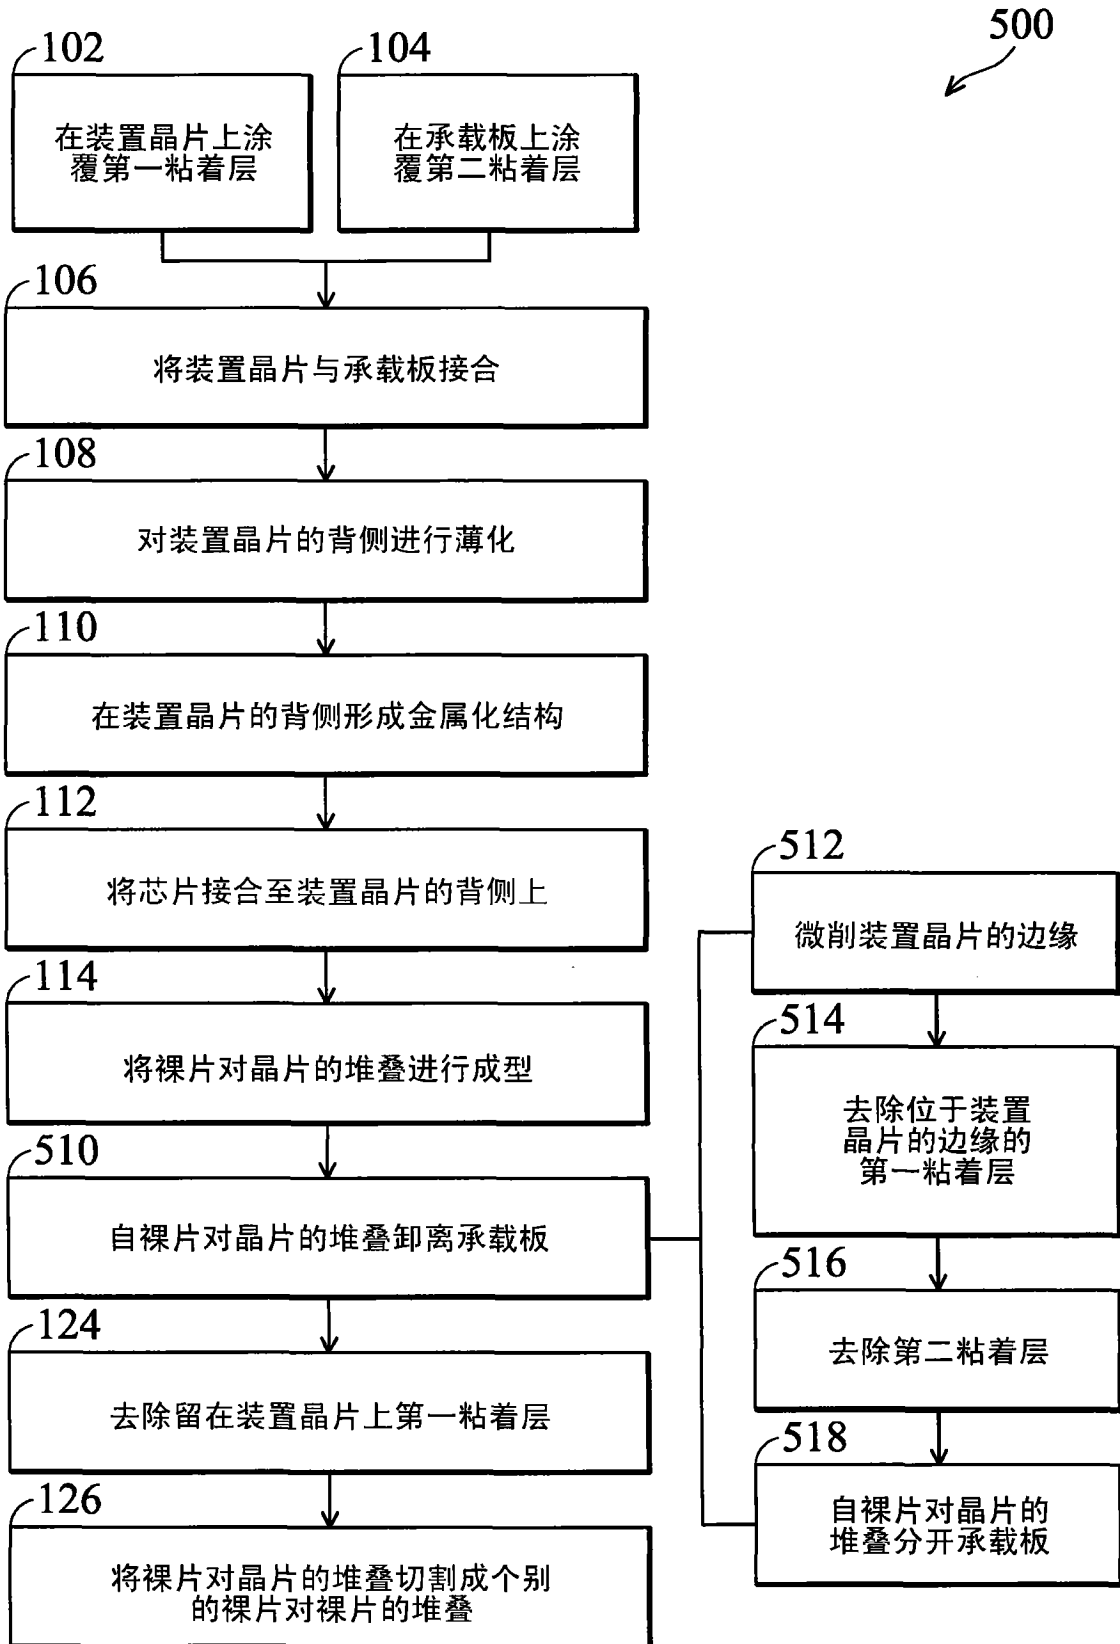 500
102
在装置晶片上涂
覆第一粘着层
104
在承载板上涂
覆第二粘着层
106
将装置晶片与承载板接合
108
对装置晶片的背侧进行薄化
110
在装置晶片的背侧形成金属化结构
112
将芯片接合至装置晶片的背侧上
114
将裸片对晶片的堆叠进行成型
510
自裸片对晶片的堆叠卸离承载板
512
微削装置晶片的边缘
514
去除位于装置
晶片的边缘的
第一粘着层
516
去除第二粘着层
518
自裸片对晶片的
堆叠分开承载板
124
去除留在装置晶片上第一粘着层
126
将裸片对晶片的堆叠切割成个别
的裸片对裸片的堆叠